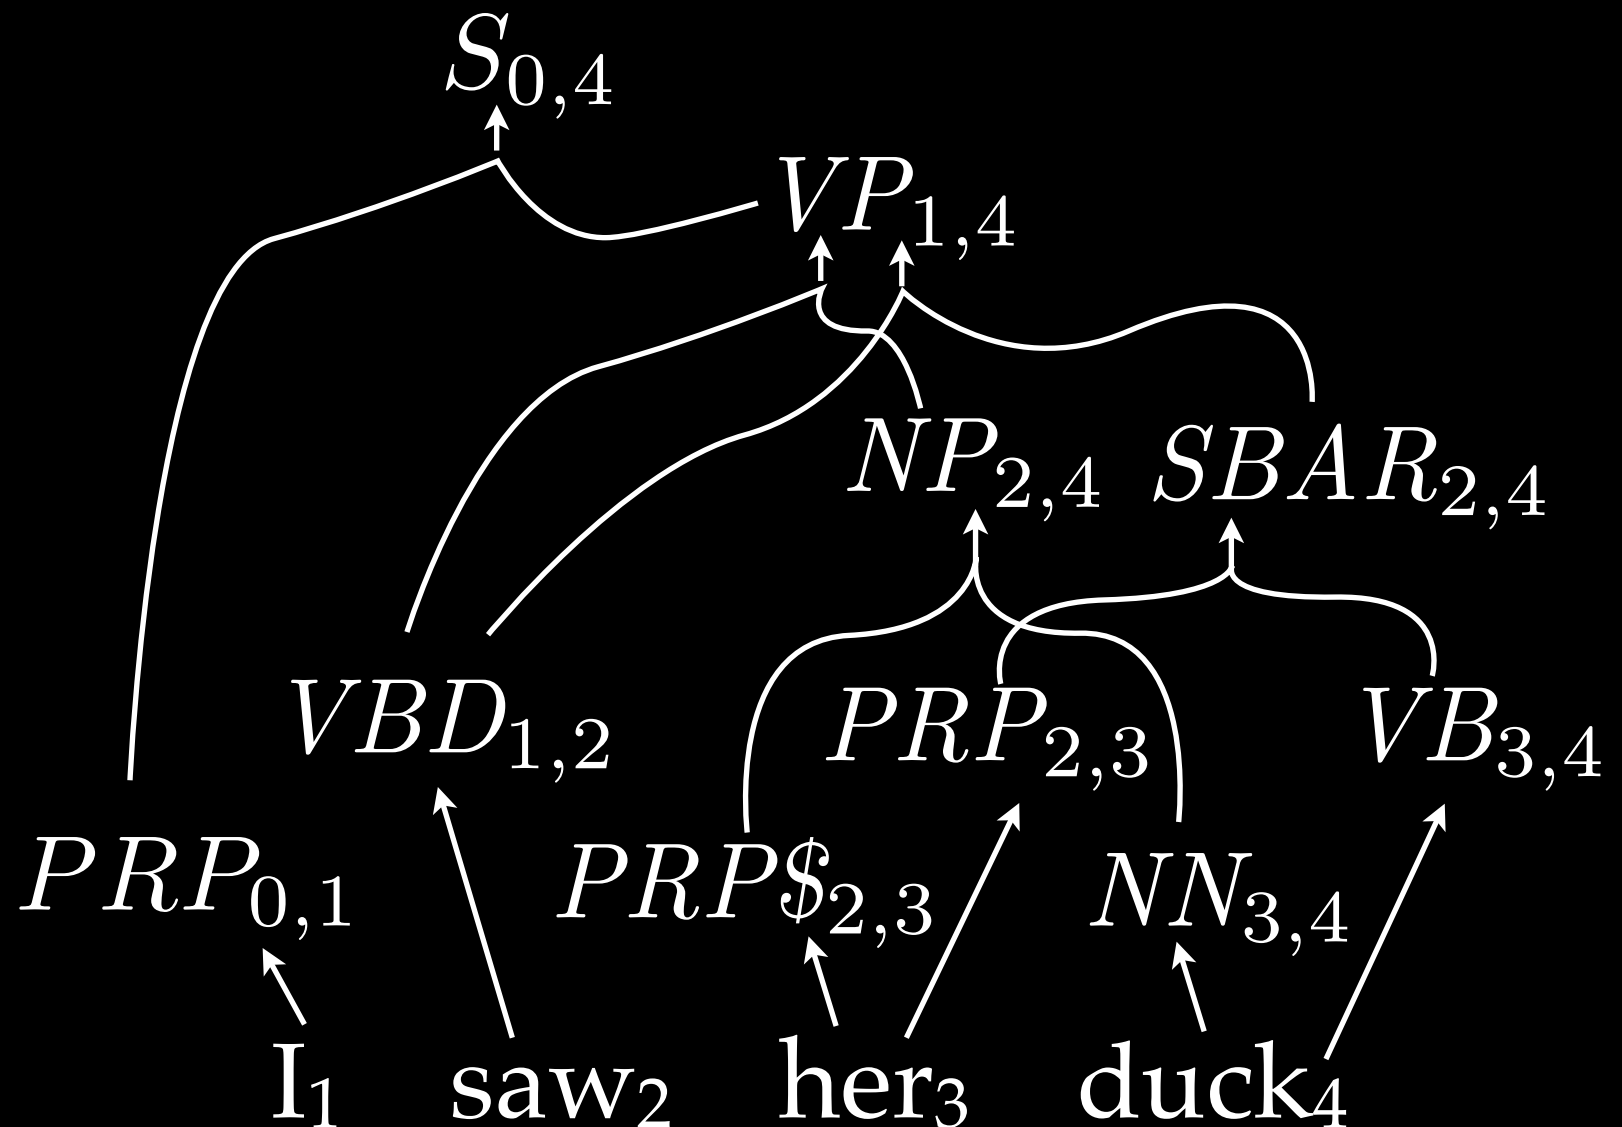 S0,4
VP1,4
NP2,4 SBAR2,4
VBD1,2 PRP2,3 VB3,4
PRP0,1 PRP$2,3 NN3,4
I1 saw2 her3 duck4